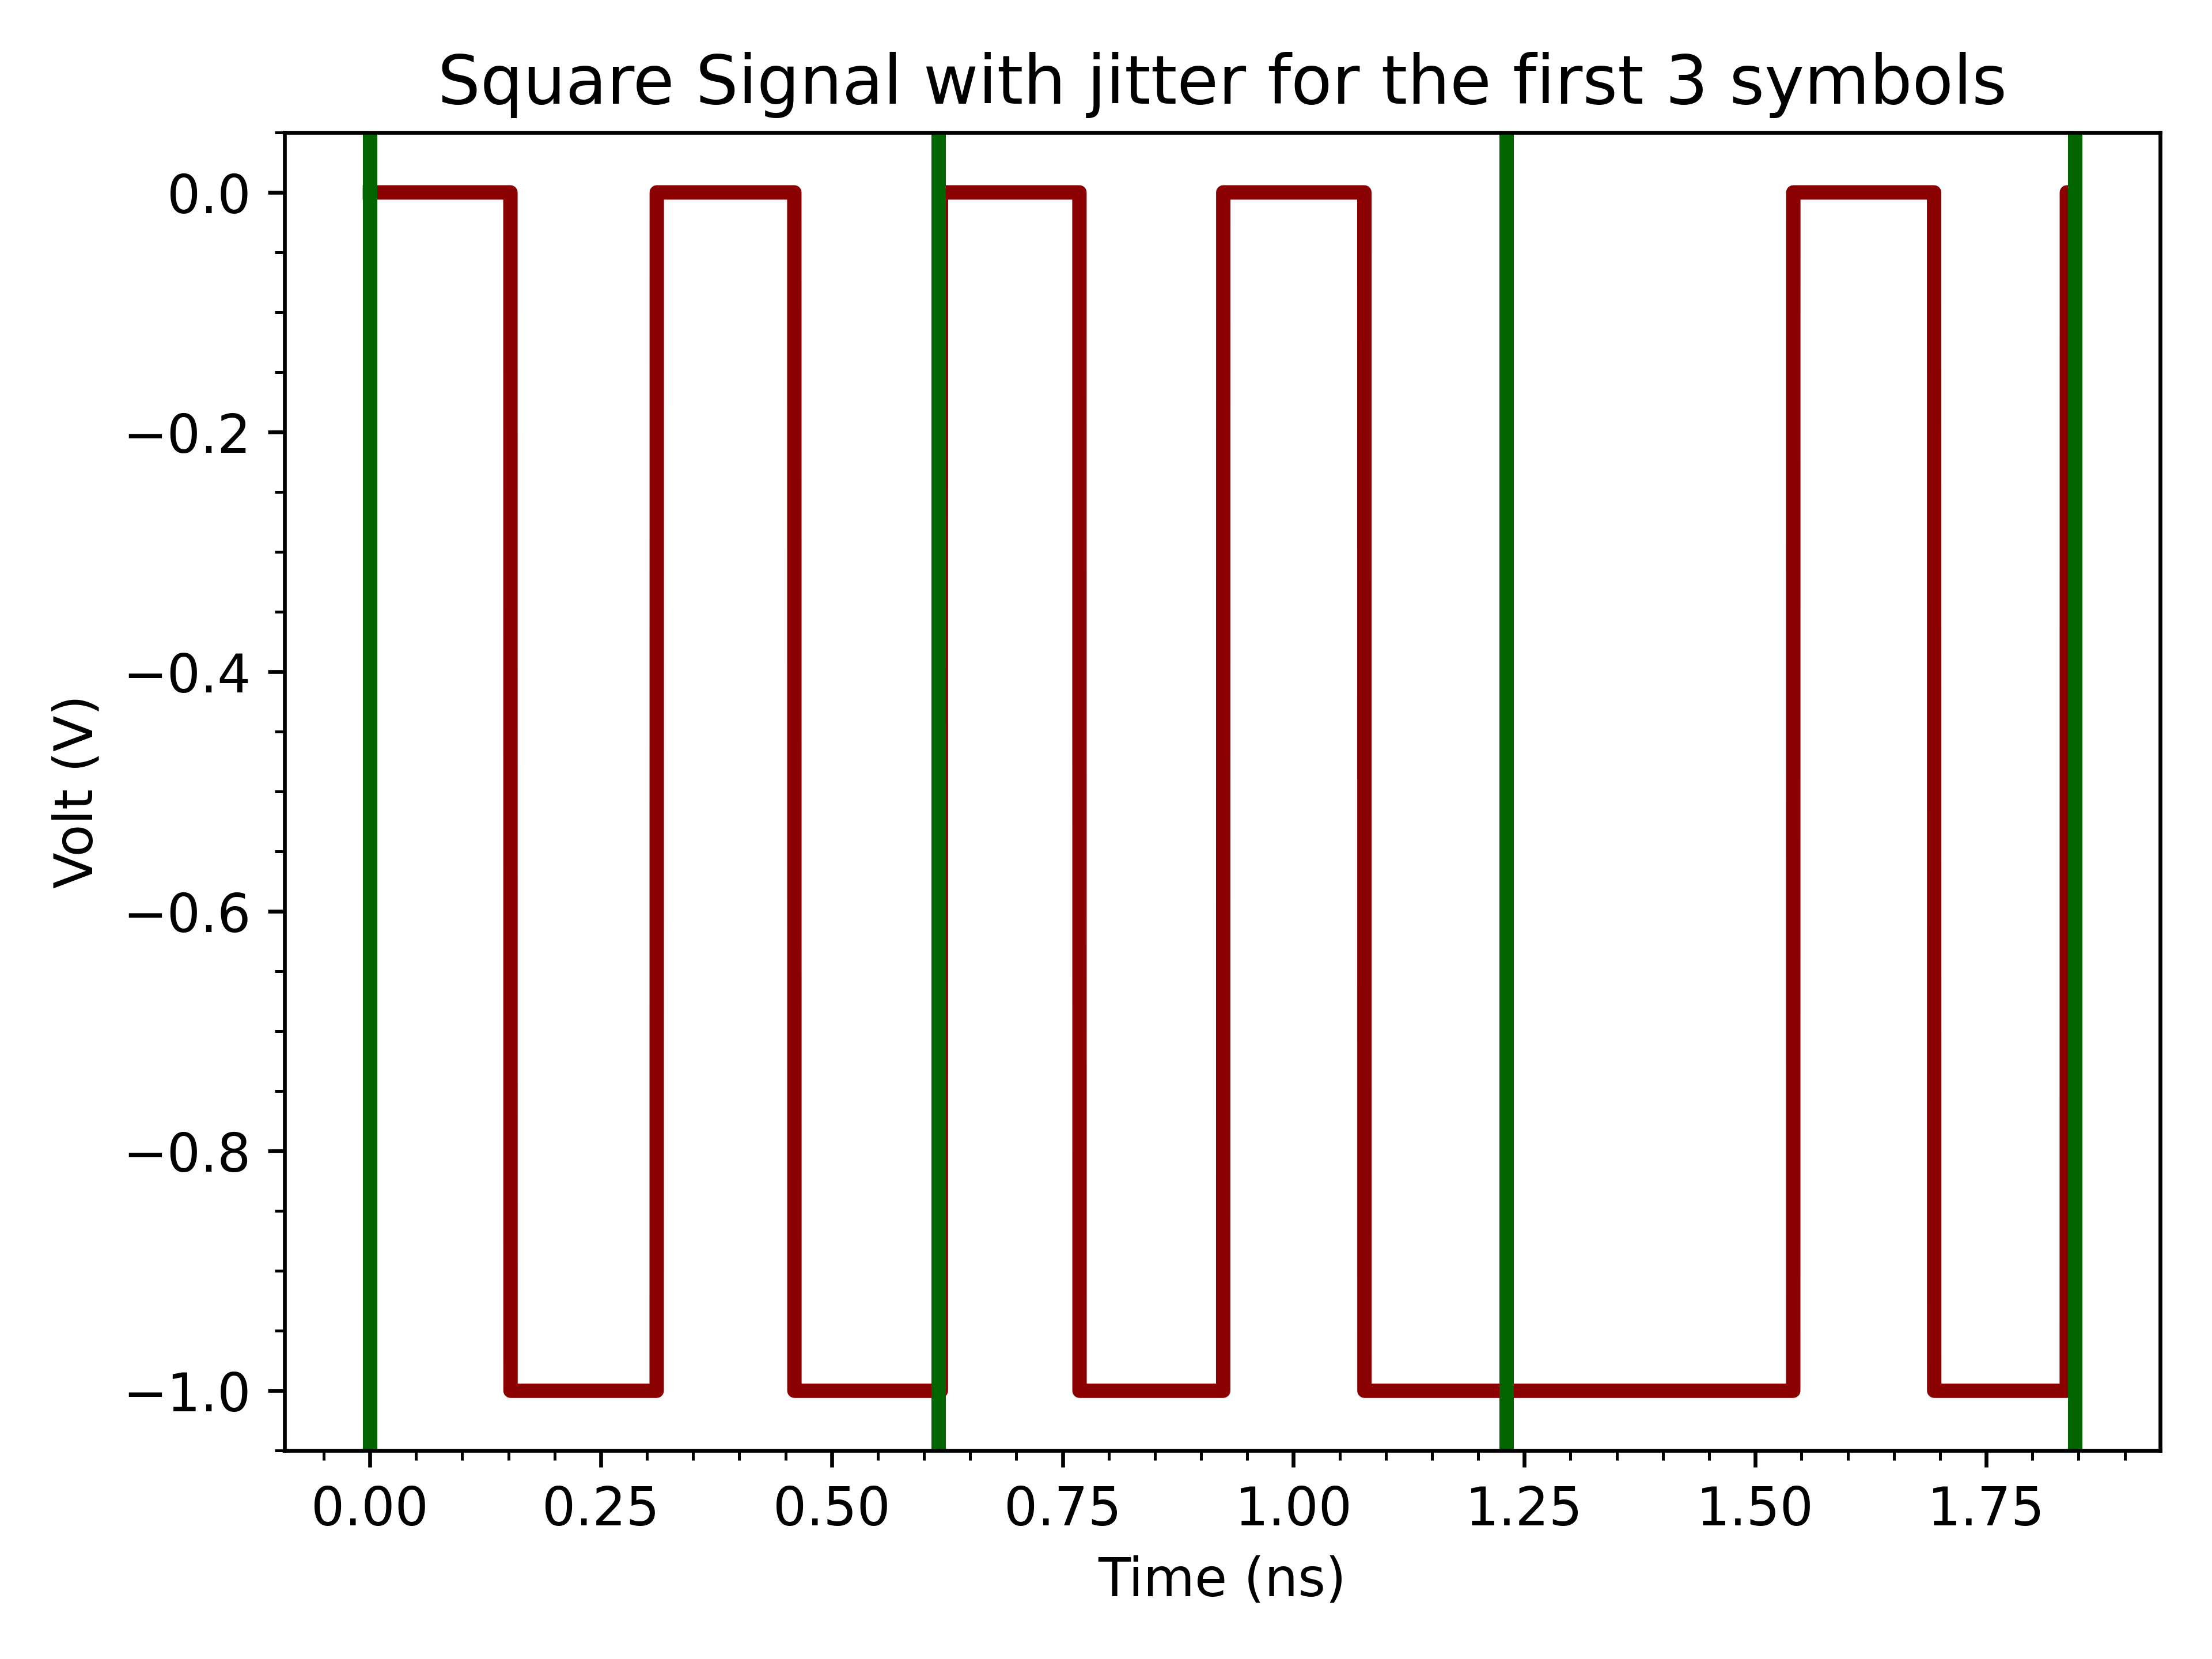 Square Signal with jitter for the first 3 symbols
0.0
−0.2
−0.4
−0.6
−0.8
−1.0
Volt (V)
0.00 0.25 0.50 0.75 1.00 1.25 1.50 1.75
Time (ns)